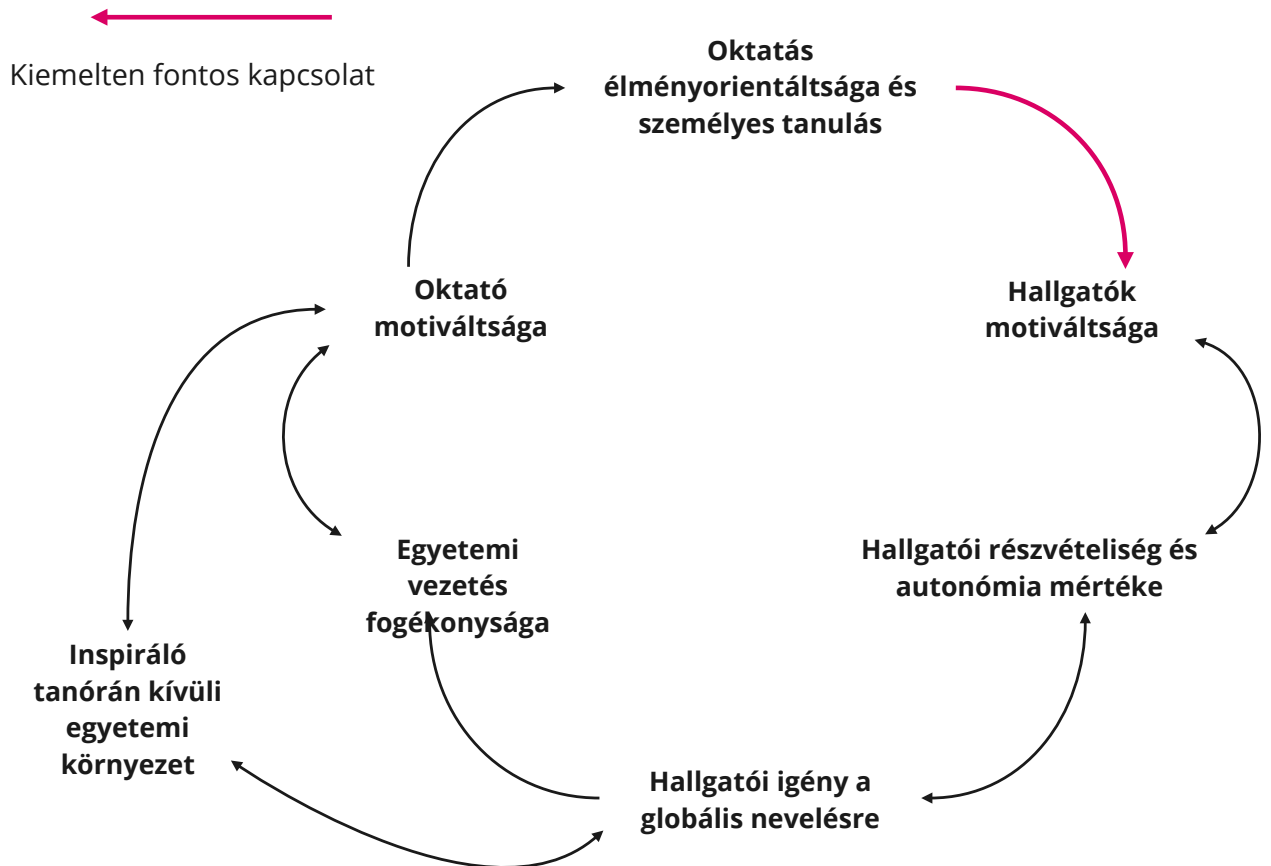 Kiemelten fontos kapcsolat
Oktatás
élményorientáltsága és
személyes tanulás
Oktató
motiváltsága
Hallgatók
motiváltsága
Egyetemi
vezetés
fogékonysága
Hallgatói részvételiség és
autonómia mértéke
Inspiráló
tanórán kívüli
egyetemi
környezet
Hallgatói igény a
globális nevelésre